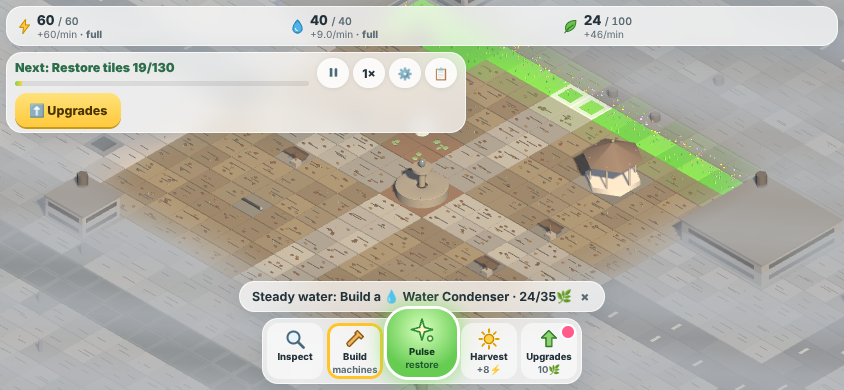 60 / 60
+60/min · full
40 / 40
+9.0/min · full
24 / 100
+46/min
Next: Restore tiles 19/130
1×
Upgrades
Steady water: Build a 💧 Water Condenser · 24/35🌿 ×
Inspect
Build
machines
Pulse
restore
Harvest
+8⚡
Upgrades
10🌿